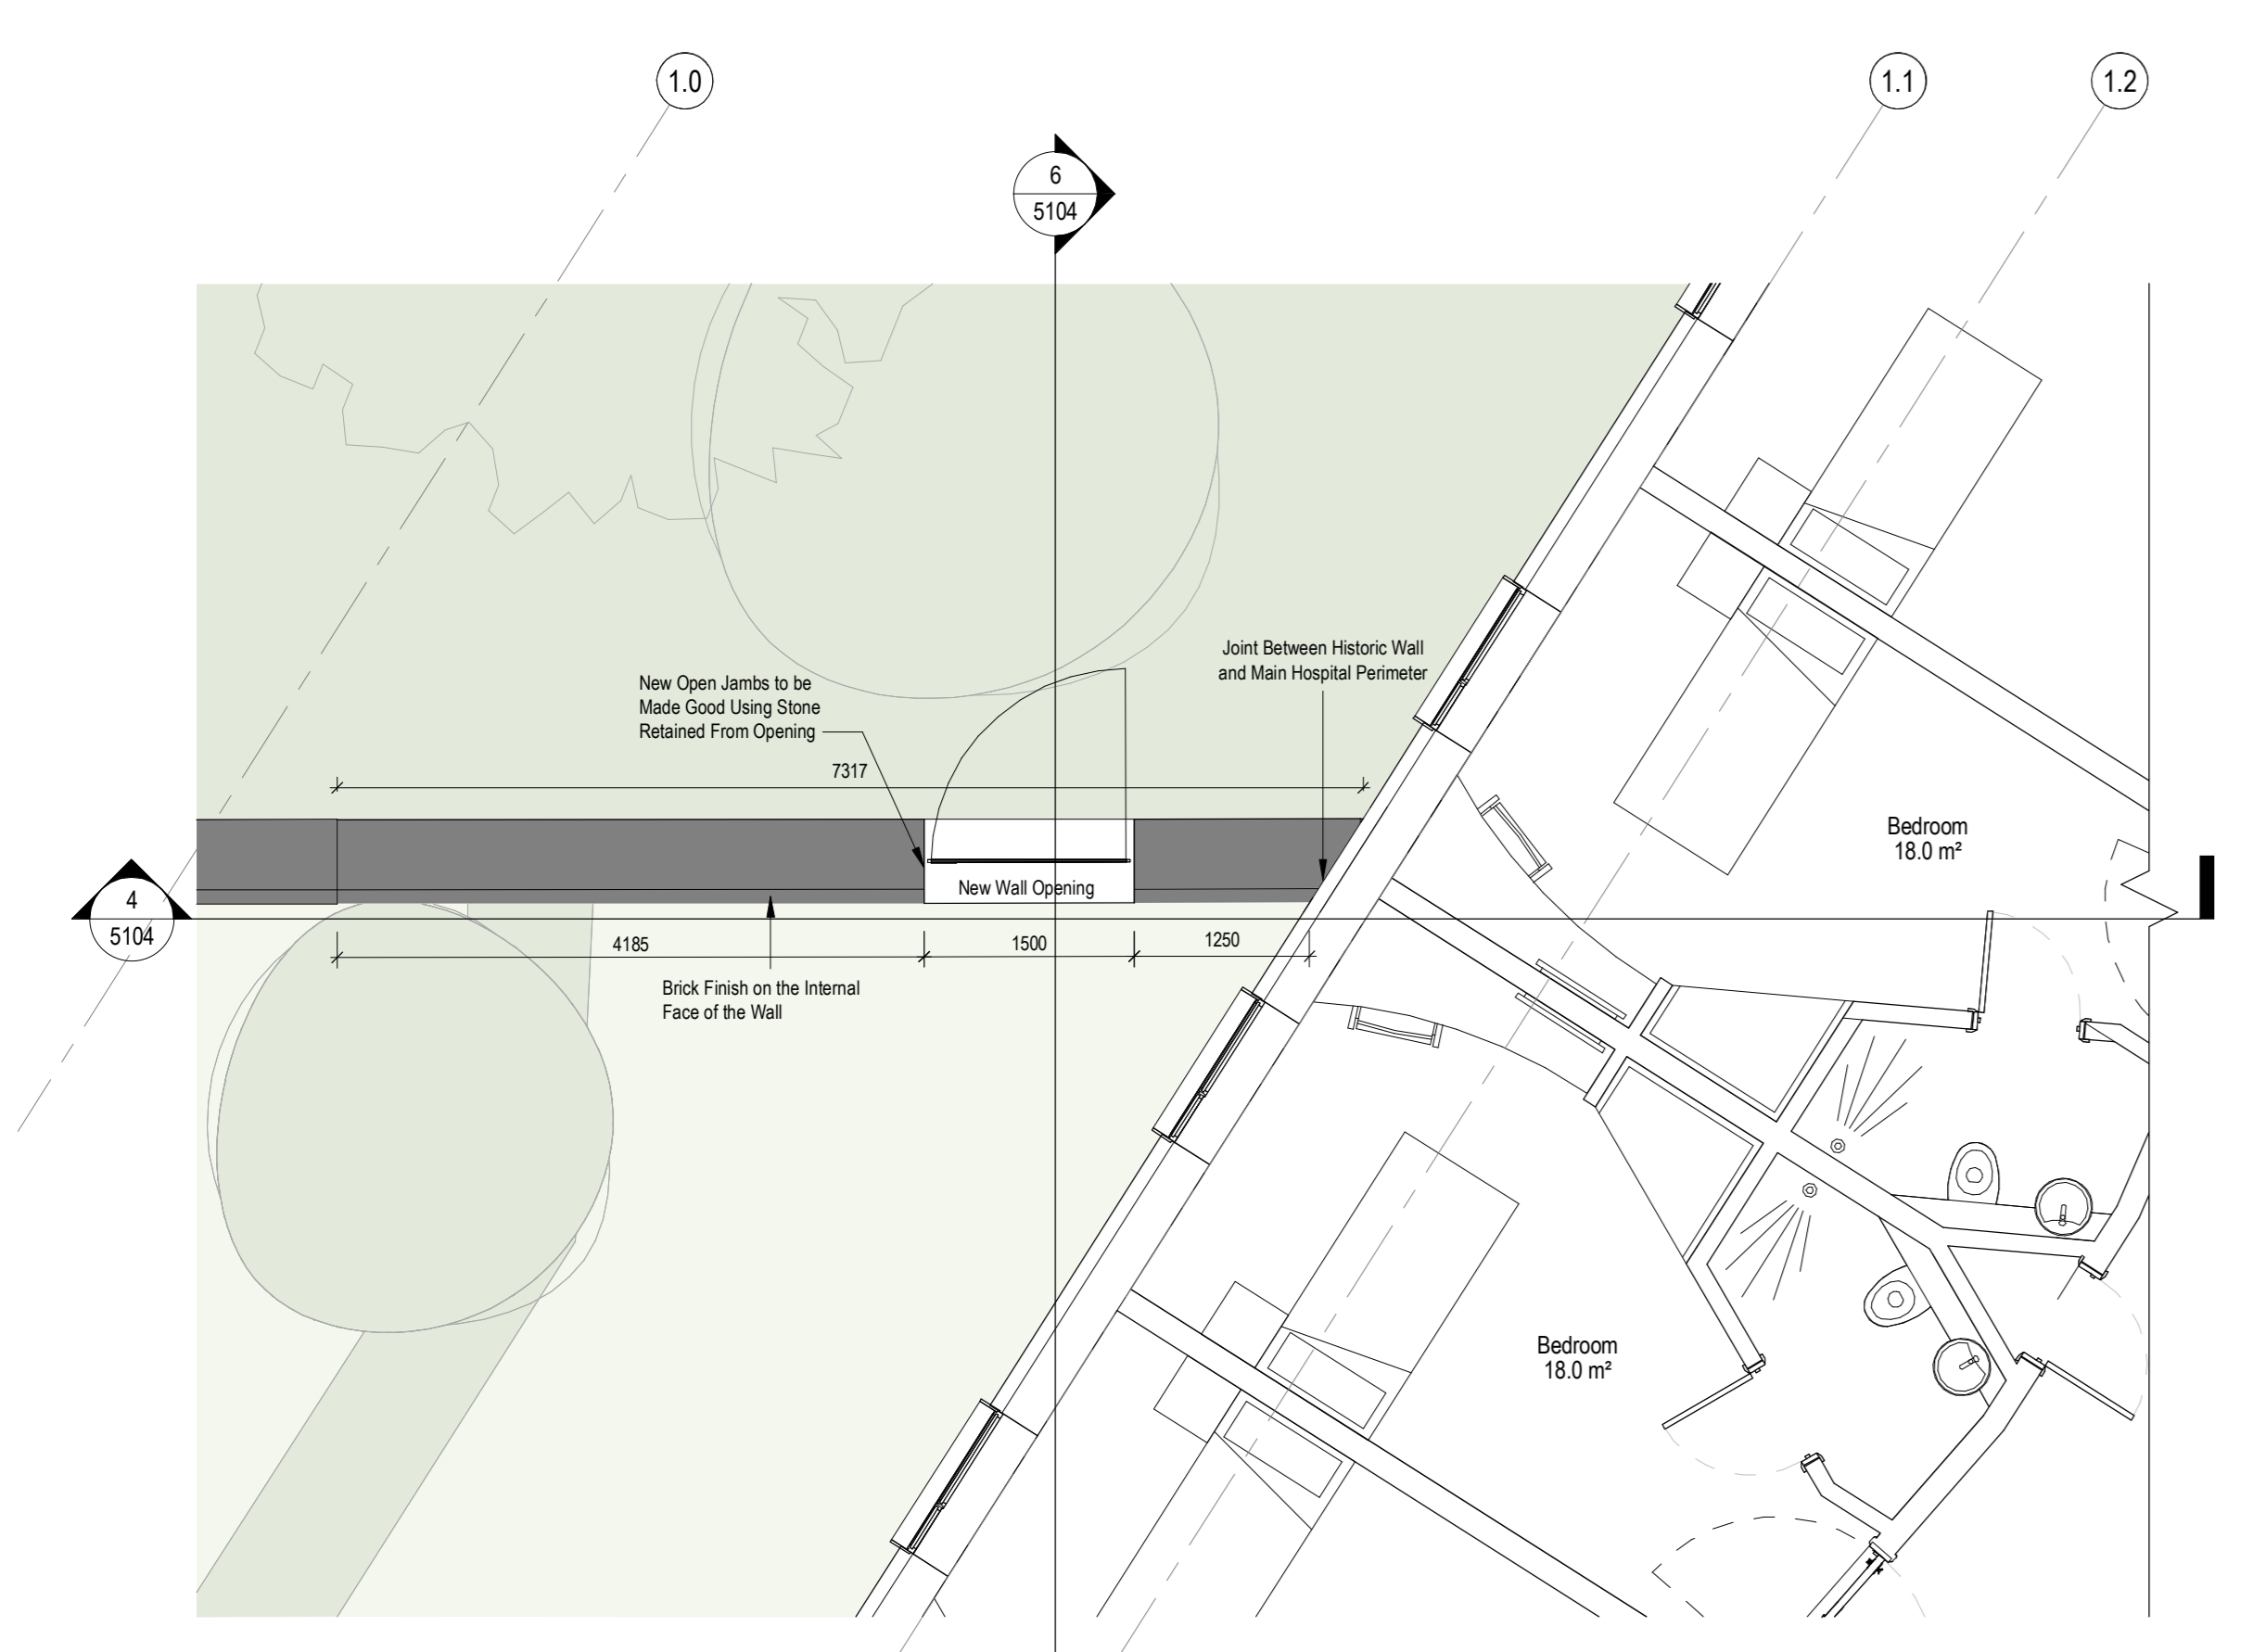 1.0
1.1
1.2
6
5104
Joint Between Historic Wall
and Main Hospital Perimeter
New Open Jambs to be
Made Good Using Stone
Retained From Opening
7317
Bedroom
18.0 m²
New Wall Opening
4
5104
4185
1500
1250
Brick Finish on the Internal
Face of the Wall
Bedroom
18.0 m²